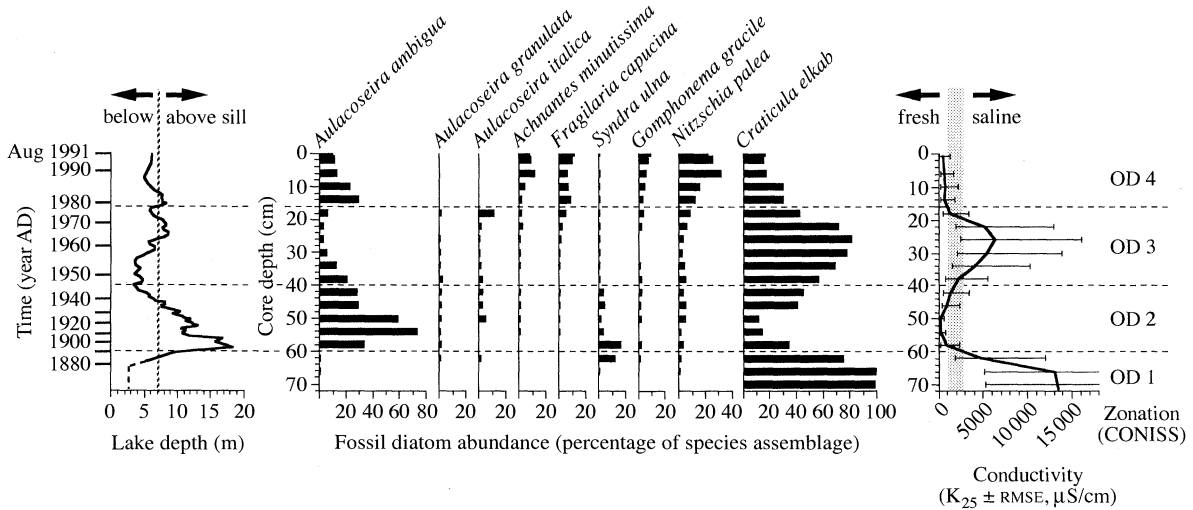 Aulacoseira ambigua
Aulacoseira granulata
Aulacoseira italica
Achnantes minutissima
Fragilaria capucina
Syndra ulna
Gomphonema gracile
Nitzschia palea
Craticula elkab
below above sill
fresh saline
Time (year AD)
Aug 1991
1990
1980
1970
1960
1950
1940
1920
1900
1880
0 5 10 15 20
Lake depth (m)
Core depth (cm)
0
10
20
30
40
50
60
70
20 40 60 80
20
20
20
20
20
20
20 40
20 40 60 80 100
Fossil diatom abundance (percentage of species assemblage)
0
10
20
30
40
50
60
70
0 5000 10 000 15 000
Conductivity
(K25 ± RMSE, µS/cm)
OD 4
OD 3
OD 2
OD 1
Zonation
(CONISS)